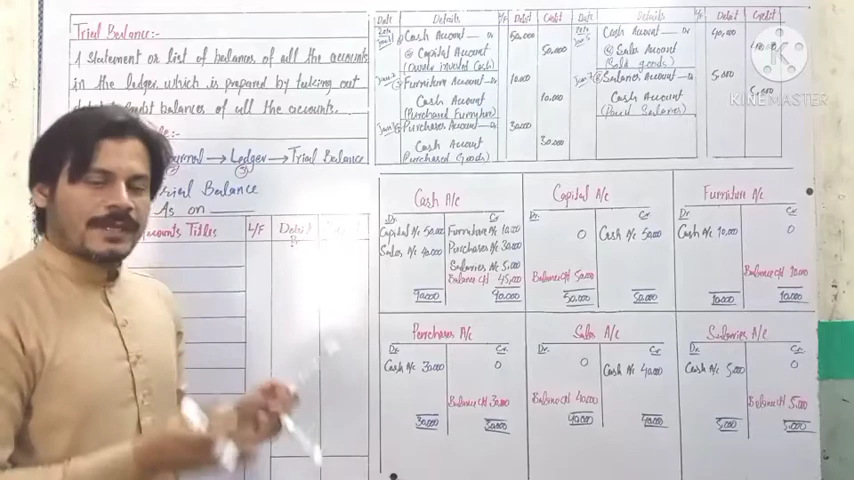 Trial Balance:-
A statement or list of balances of all the accounts
in the ledger, which is prepared by taking out
balances of all the accounts.
Ledger → Trial Balance
Trial Balance
As on
Accounts Titles L/F Debit
Date Details L/F Debit Credit
Cash Account — Dr 50,000
Capital Account 50,000
(Owner invested Cash)
Furniture Account — Dr 10,000
Cash Account 10,000
(Purchased Furniture)
Purchases Account — Dr 30,000
Cash Account 30,000
(Purchased Goods)
Date Details L/F Debit Credit
Cash Account — Dr 40,000
Sales Account
(Sold goods)
Salaries Account — Dr 5,000
Cash Account
(Paid Salaries)
KINEMASTER
Cash A/c
Dr. Cr.
Capital A/c 50,000 Furniture A/c 10,000
Sales A/c 40,000 Purchases A/c 30,000
Salaries A/c 5,000
Balance c/f 45,000
90,000 90,000
Capital A/c
Dr. Cr.
0 Cash A/c 50,000
Balance c/f 50,000
50,000 50,000
Furniture A/c
Dr. Cr.
Cash A/c 10,000 0
Balance c/f 10,000
10,000 10,000
Purchases A/c
Dr. Cr.
Cash A/c 30,000 0
Balance c/f 30,000
30,000 30,000
Sales A/c
Dr. Cr.
0 Cash A/c 40,000
Balance c/f 40,000
40,000 40,000
Salaries A/c
Dr. Cr.
Cash A/c 5,000 0
Balance c/f 5,000
5,000 5,000